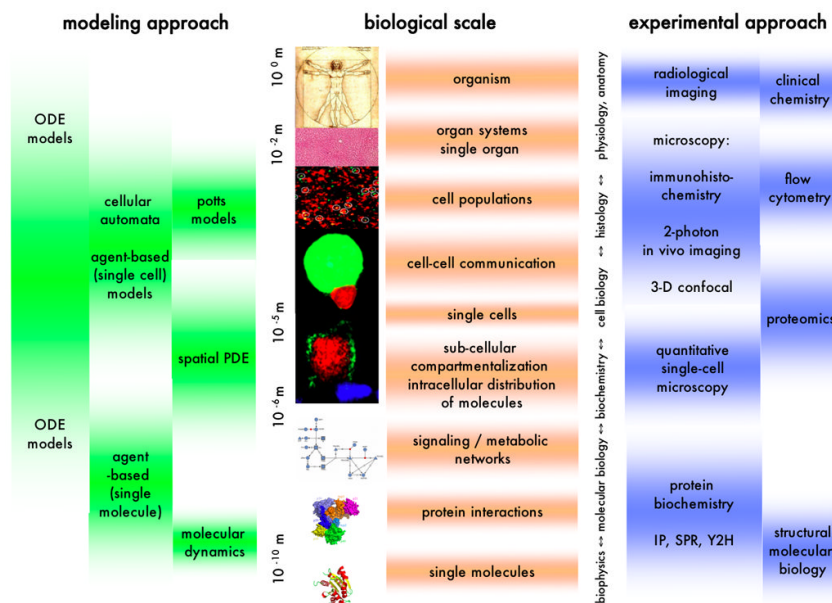 modeling approach
biological scale
experimental approach
ODE
models
cellular
automata
potts
models
agent-based
(single cell)
models
spatial PDE
ODE
models
agent
-based
(single
molecule)
molecular
dynamics
10 0 m
10 -2 m
10 -5 m
10 -6 m
10 -10 m
organism
organ systems
single organ
cell populations
cell-cell communication
single cells
sub-cellular
compartmentalization
intracellular distribution
of molecules
signaling / metabolic
networks
protein interactions
single molecules
biophysics ↔ molecular biology ↔ biochemistry ↔ cell biology ↔ histology ↔ physiology, anatomy
radiological
imaging
clinical
chemistry
microscopy:
immunohisto-
chemistry
flow
cytometry
2-photon
in vivo imaging
3-D confocal
proteomics
quantitative
single-cell
microscopy
protein
biochemistry
IP, SPR, Y2H
structural
molecular
biology